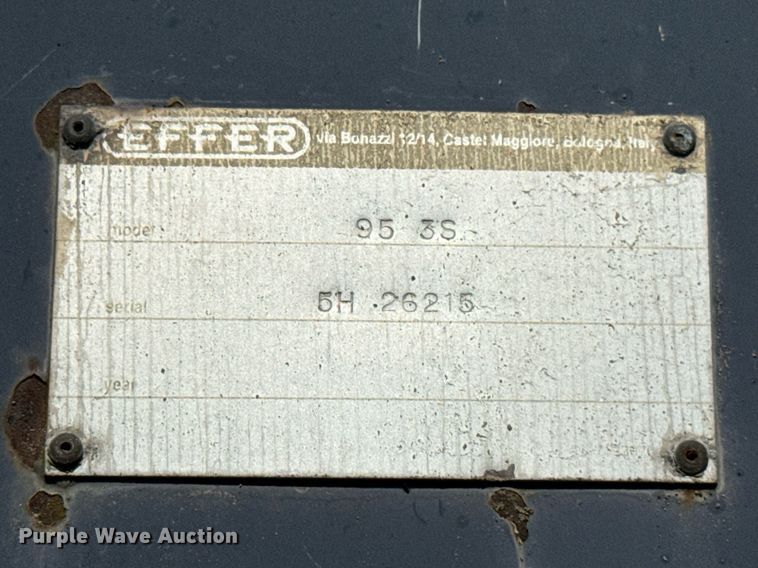 EFFER via Bonazzi 12/14, Castel Maggiore, Bologna, Italy
model 95 3S
serial 5H 26215
year
Purple Wave Auction